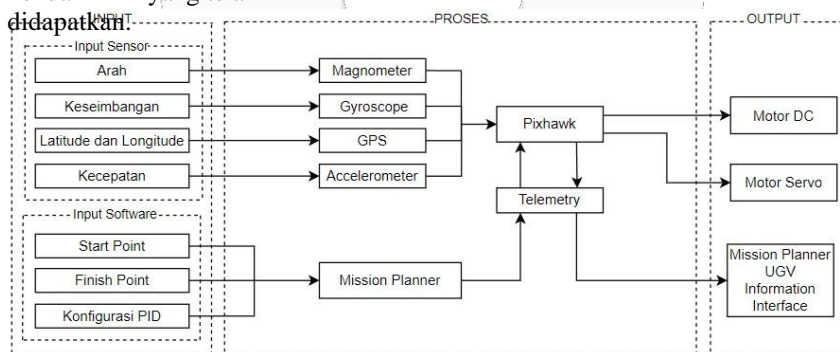 didapatkan.
INPUT
PROSES
OUTPUT
Input Sensor
Arah
Keseimbangan
Latitude dan Longitude
Kecepatan
Input Software
Start Point
Finish Point
Konfigurasi PID
Magnometer
Gyroscope
GPS
Accelerometer
Mission Planner
Pixhawk
Telemetry
Motor DC
Motor Servo
Mission Planner
UGV
Information
Interface